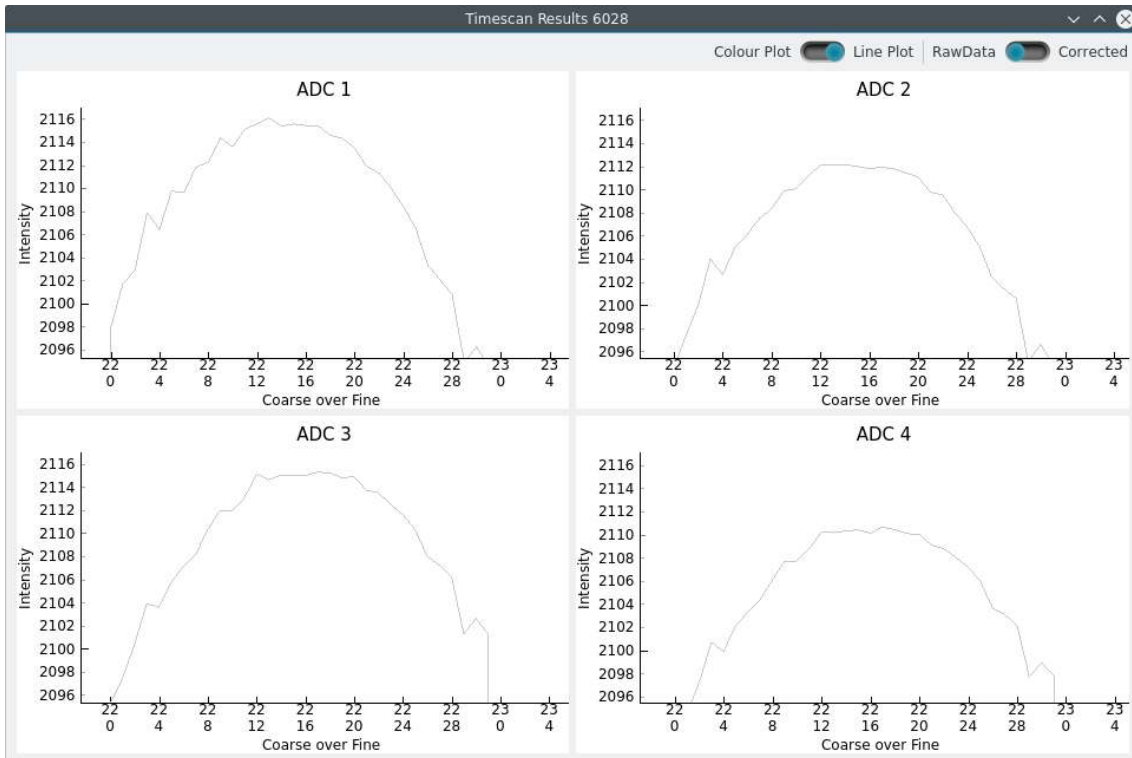 Timescan Results 6028
Colour Plot Line Plot RawData Corrected
ADC 1
2116
2114
2112
2110
2108
2106
2104
2102
2100
2098
2096
Intensity
22 22 22 22 22 22 22 22 23 23
0 4 8 12 16 20 24 28 0 4
Coarse over Fine
ADC 2
2116
2114
2112
2110
2108
2106
2104
2102
2100
2098
2096
Intensity
22 22 22 22 22 22 22 22 23 23
0 4 8 12 16 20 24 28 0 4
Coarse over Fine
ADC 3
2116
2114
2112
2110
2108
2106
2104
2102
2100
2098
2096
Intensity
22 22 22 22 22 22 22 22 23 23
0 4 8 12 16 20 24 28 0 4
Coarse over Fine
ADC 4
2116
2114
2112
2110
2108
2106
2104
2102
2100
2098
2096
Intensity
22 22 22 22 22 22 22 22 23 23
0 4 8 12 16 20 24 28 0 4
Coarse over Fine